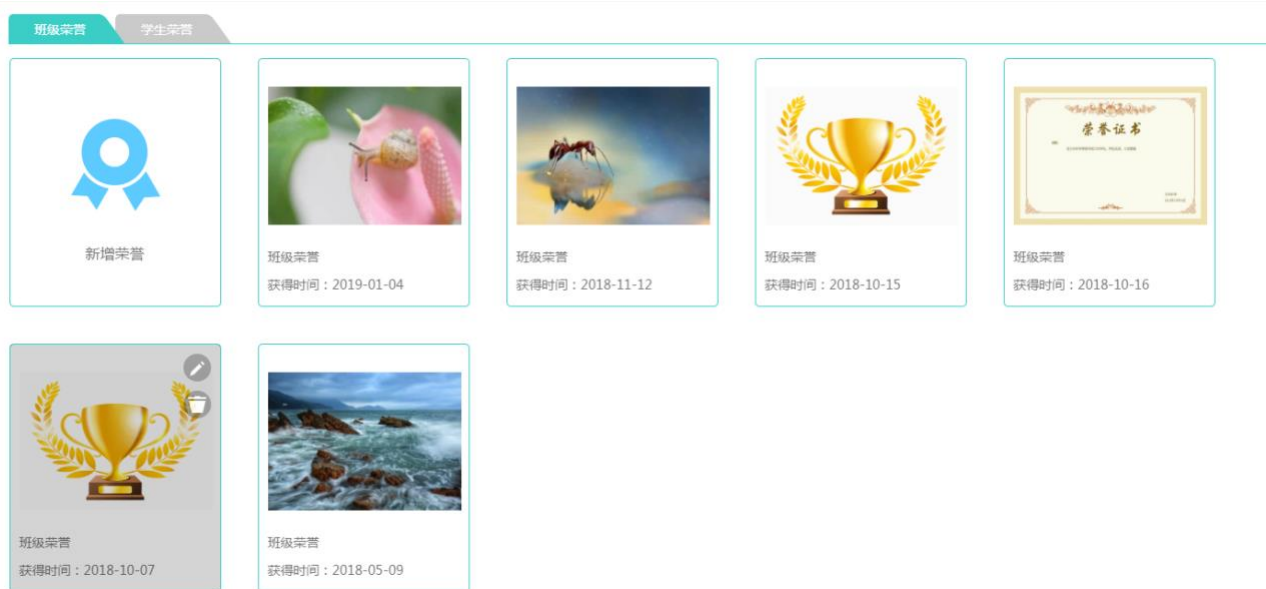 班级荣誉
学生荣誉
新增荣誉
班级荣誉
获得时间：2019-01-04
班级荣誉
获得时间：2018-11-12
班级荣誉
获得时间：2018-10-15
荣誉证书
班级荣誉
获得时间：2018-10-16
班级荣誉
获得时间：2018-10-07
班级荣誉
获得时间：2018-05-09